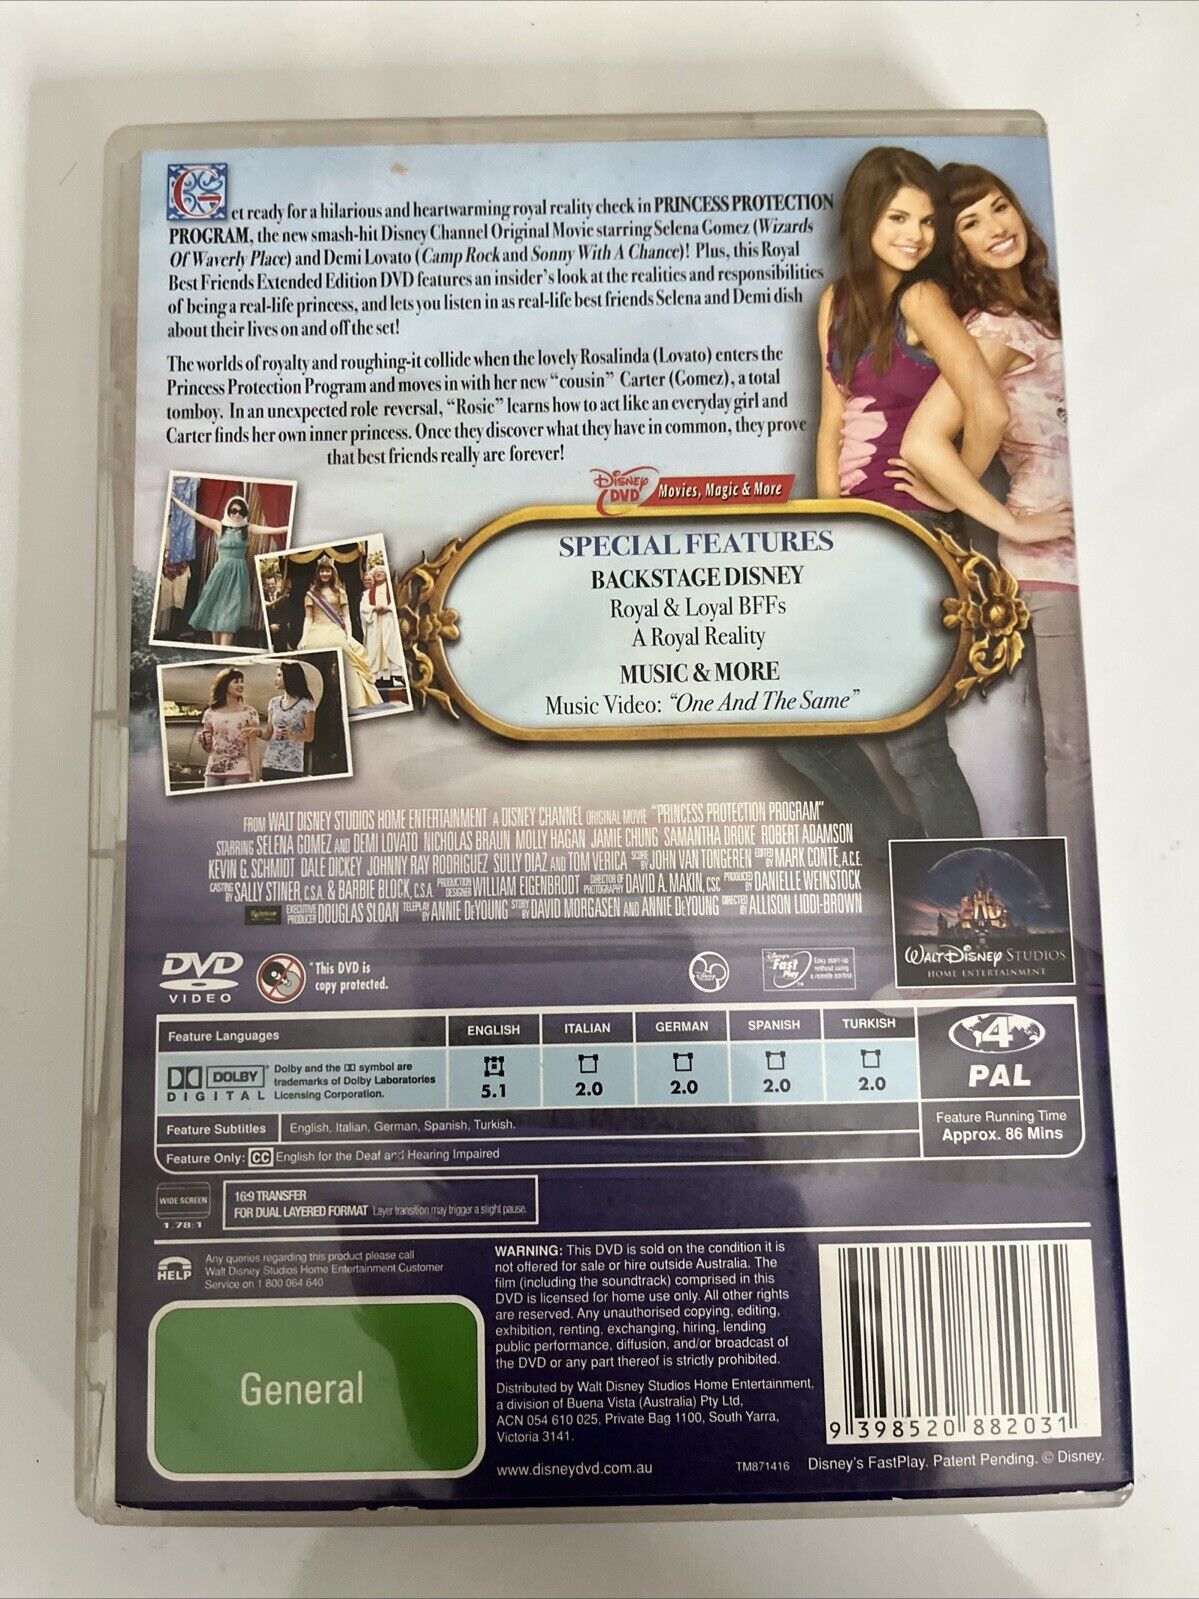 Get ready for a hilarious and heartwarming royal reality check in PRINCESS PROTECTION
PROGRAM, the new smash-hit Disney Channel Original Movie starring Selena Gomez (Wizards
Of Waverly Place) and Demi Lovato (Camp Rock and Sonny With A Chance)! Plus, this Royal
Best Friends Extended Edition DVD features an insider's look at the realities and responsibilities
of being a real-life princess, and lets you listen in as real-life best friends Selena and Demi dish
about their lives on and off the set!
The worlds of royalty and roughing-it collide when the lovely Rosalinda (Lovato) enters the
Princess Protection Program and moves in with her new "cousin" Carter (Gomez), a total
tomboy. In an unexpected role reversal, "Rosie" learns how to act like an everyday girl and
Carter finds her own inner princess. Once they discover what they have in common, they prove
that best friends really are forever!
Disney DVD Movies, Magic & More
SPECIAL FEATURES
BACKSTAGE DISNEY
Royal & Loyal BFFs
A Royal Reality
MUSIC & MORE
Music Video: "One And The Same"
FROM WALT DISNEY STUDIOS HOME ENTERTAINMENT A DISNEY CHANNEL ORIGINAL MOVIE "PRINCESS PROTECTION PROGRAM"
STARRING SELENA GOMEZ AND DEMI LOVATO NICHOLAS BRAUN MOLLY HAGAN JAMIE CHUNG SAMANTHA DROKE ROBERT ADAMSON
KEVIN G. SCHMIDT DALE DICKEY JOHNNY RAY RODRIGUEZ SULLY DIAZ AND TOM VERICA SCORE BY JOHN VAN TONGEREN EDITED BY MARK CONTE, A.C.E.
CASTING BY SALLY STINER, C.S.A. & BARBIE BLOCK, C.S.A. PRODUCTION DESIGNER WILLIAM EIGENBRODT DIRECTOR OF PHOTOGRAPHY DAVID A. MAKIN, CSC PRODUCED BY DANIELLE WEINSTOCK
EXECUTIVE PRODUCER DOUGLAS SLOAN TELEPLAY BY ANNIE DEYOUNG STORY BY DAVID MORGASEN AND ANNIE DEYOUNG DIRECTED BY ALLISON LIDDI-BROWN
WALT DISNEY STUDIOS
HOME ENTERTAINMENT
DVD
VIDEO
*This DVD is
copy protected.
Disney
Disney's Fast Play TM
Easy start-up
without using
a remote control
Feature Languages ENGLISH ITALIAN GERMAN SPANISH TURKISH
DOLBY
DIGITAL
Dolby and the DD symbol are
trademarks of Dolby Laboratories
Licensing Corporation.
5.1 2.0 2.0 2.0 2.0
4
PAL
Feature Subtitles English, Italian, German, Spanish, Turkish.
Feature Only: CC English for the Deaf and Hearing Impaired
Feature Running Time
Approx. 86 Mins
WIDE SCREEN
1.78:1
16:9 TRANSFER
FOR DUAL LAYERED FORMAT Layer transition may trigger a slight pause.
HELP
Any queries regarding this product please call
Walt Disney Studios Home Entertainment Customer
Service on 1 800 064 640
General
WARNING: This DVD is sold on the condition it is
not offered for sale or hire outside Australia. The
film (including the soundtrack) comprised in this
DVD is licensed for home use only. All other rights
are reserved. Any unauthorised copying, editing,
exhibition, renting, exchanging, hiring, lending
public performance, diffusion, and/or broadcast of
the DVD or any part thereof is strictly prohibited.
Distributed by Walt Disney Studios Home Entertainment,
a division of Buena Vista (Australia) Pty Ltd,
ACN 054 610 025, Private Bag 1100, South Yarra,
Victoria 3141.
www.disneydvd.com.au
9 398520 882031
TM871416 Disney's FastPlay. Patent Pending. © Disney.